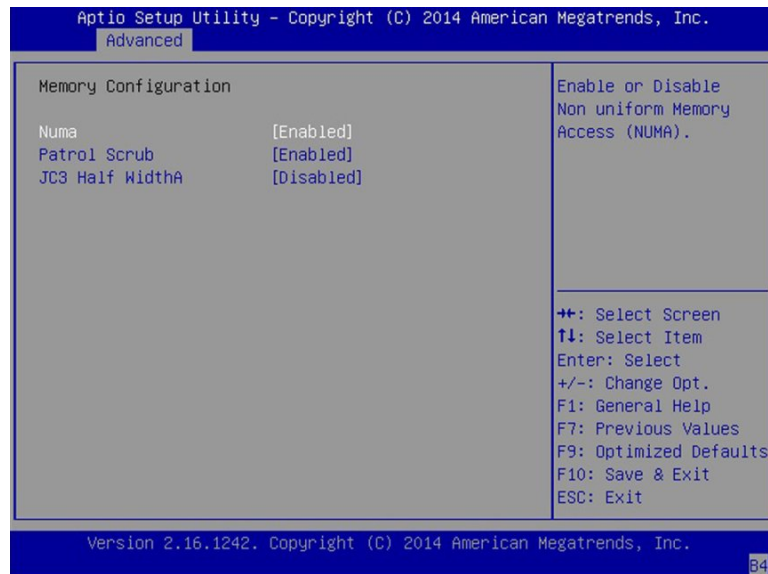 Aptio Setup Utility – Copyright (C) 2014 American Megatrends, Inc.
Advanced
Memory Configuration
Numa [Enabled]
Patrol Scrub [Enabled]
JC3 Half WidthA [Disabled]
Enable or Disable
Non uniform Memory
Access (NUMA).
→←: Select Screen
↑↓: Select Item
Enter: Select
+/-: Change Opt.
F1: General Help
F7: Previous Values
F9: Optimized Defaults
F10: Save & Exit
ESC: Exit
Version 2.16.1242. Copyright (C) 2014 American Megatrends, Inc.
B4